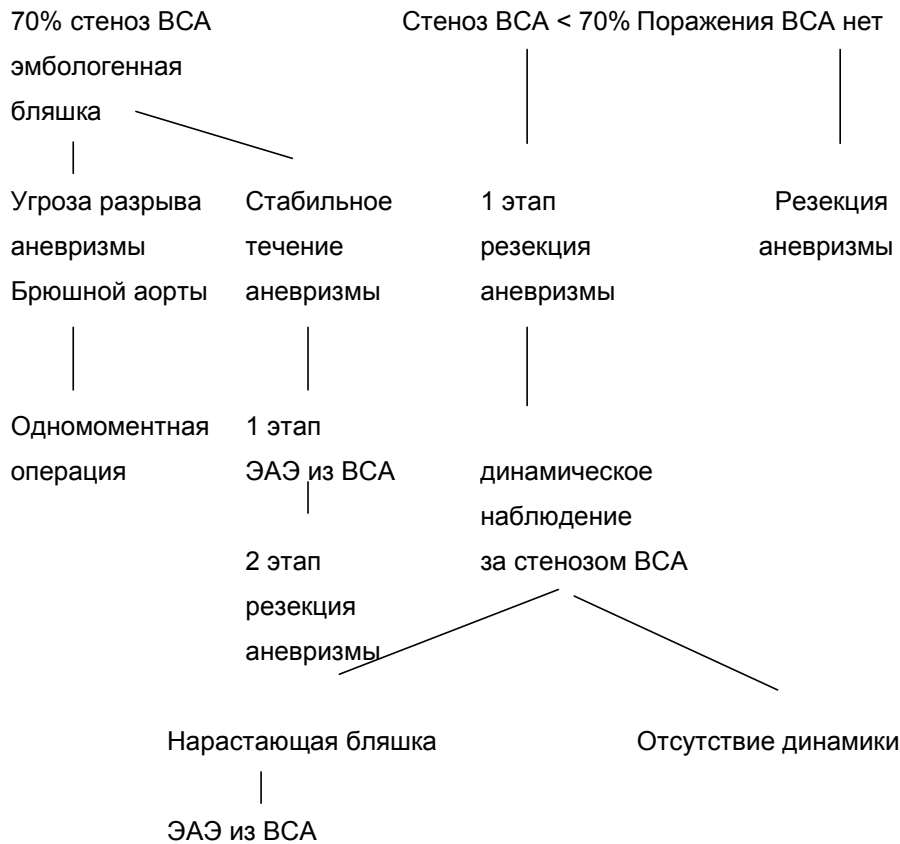 70% стеноз ВСА
эмбологенная
бляшка
Стеноз ВСА < 70%
Поражения ВСА нет
Угроза разрыва
аневризмы
Брюшной аорты
Стабильное
течение
аневризмы
1 этап
резекция
аневризмы
Резекция
аневризмы
Одномоментная
операция
1 этап
ЭАЭ из ВСА
2 этап
резекция
аневризмы
динамическое
наблюдение
за стенозом ВСА
Нарастающая бляшка
Отсутствие динамики
ЭАЭ из ВСА